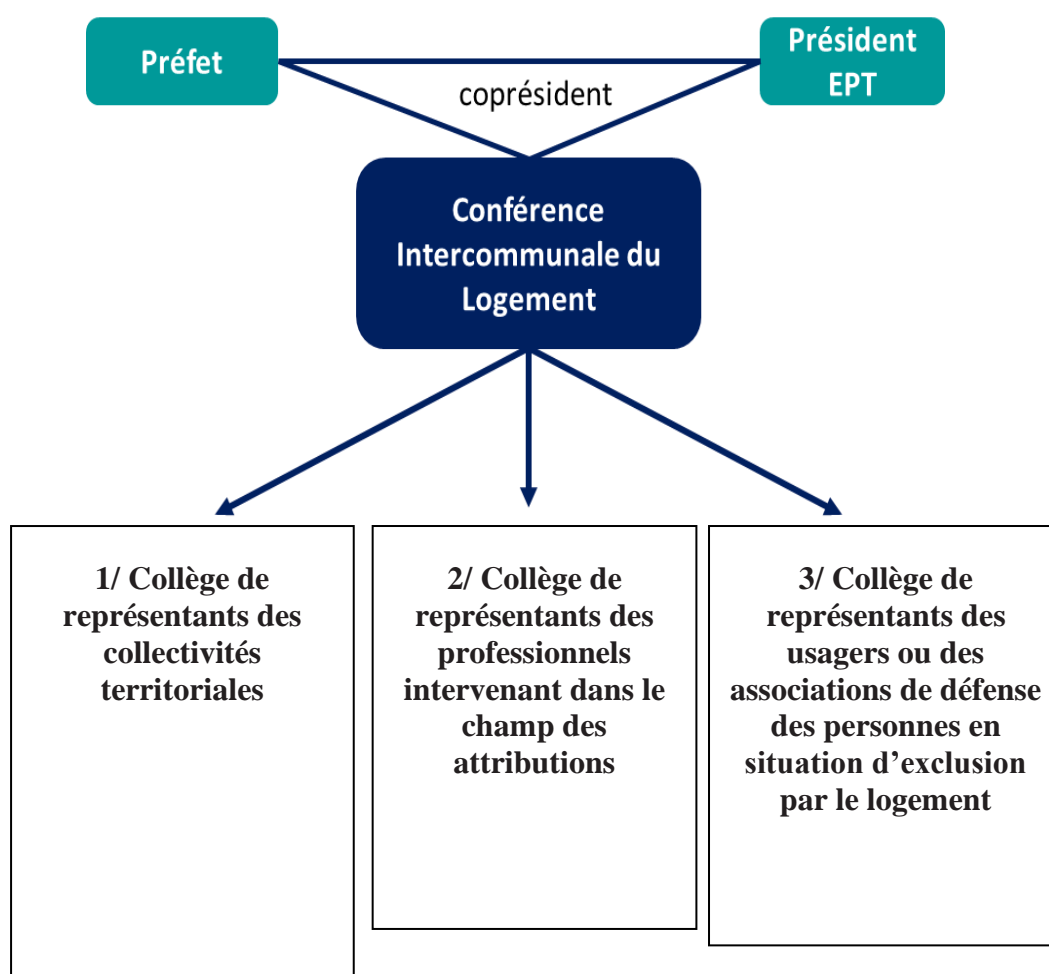 Préfet
Président
EPT
coprésident
Conférence
Intercommunale du
Logement
1/ Collège de
représentants des
collectivités
territoriales
2/ Collège de
représentants des
professionnels
intervenant dans le
champ des
attributions
3/ Collège de
représentants des
usagers ou des
associations de défense
des personnes en
situation d’exclusion
par le logement